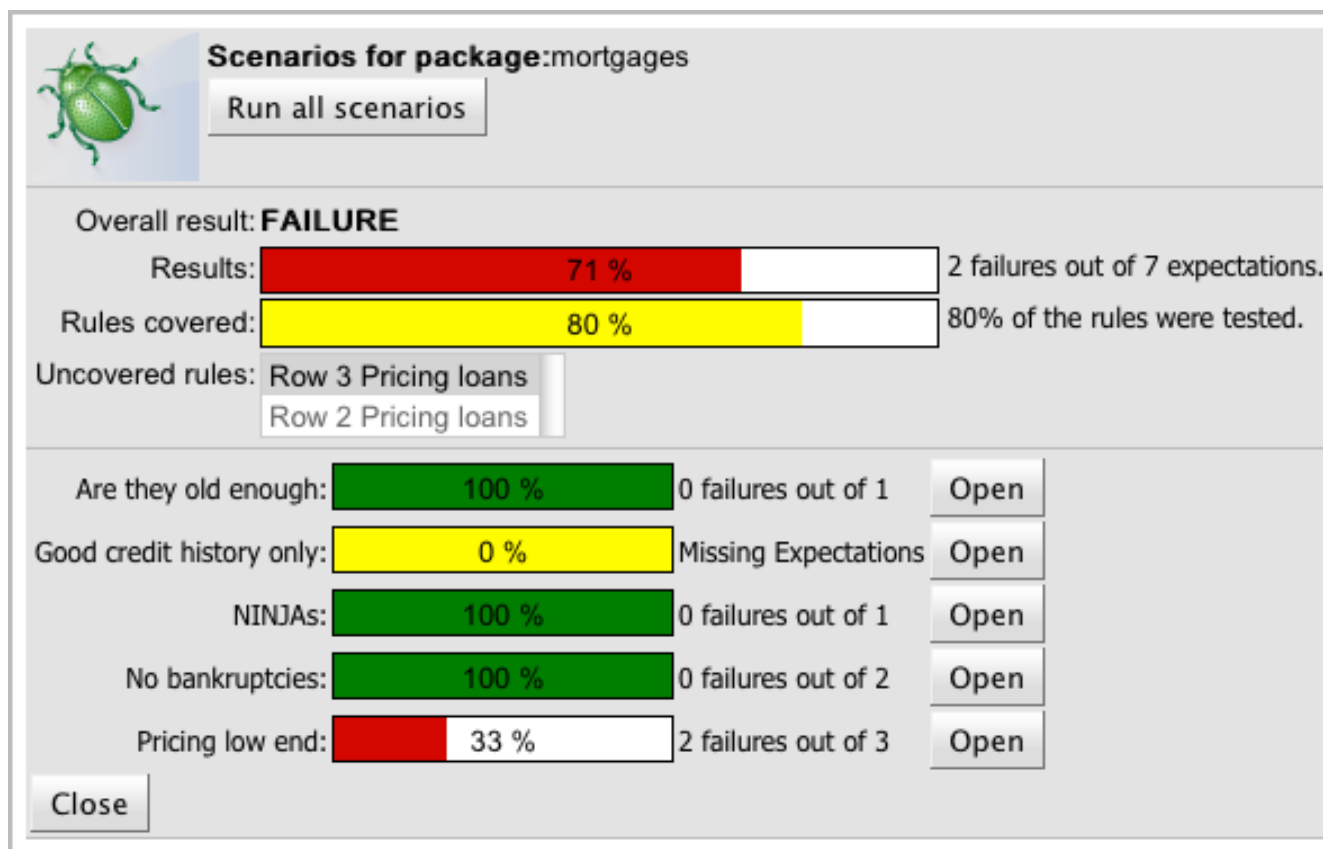 Scenarios for package:mortgages
Run all scenarios
Overall result: FAILURE
Results: 71 % 2 failures out of 7 expectations.
Rules covered: 80 % 80% of the rules were tested.
Uncovered rules: Row 3 Pricing loans
Row 2 Pricing loans
Are they old enough: 100 % 0 failures out of 1 Open
Good credit history only: 0 % Missing Expectations Open
NINJAs: 100 % 0 failures out of 1 Open
No bankruptcies: 100 % 0 failures out of 2 Open
Pricing low end: 33 % 2 failures out of 3 Open
Close